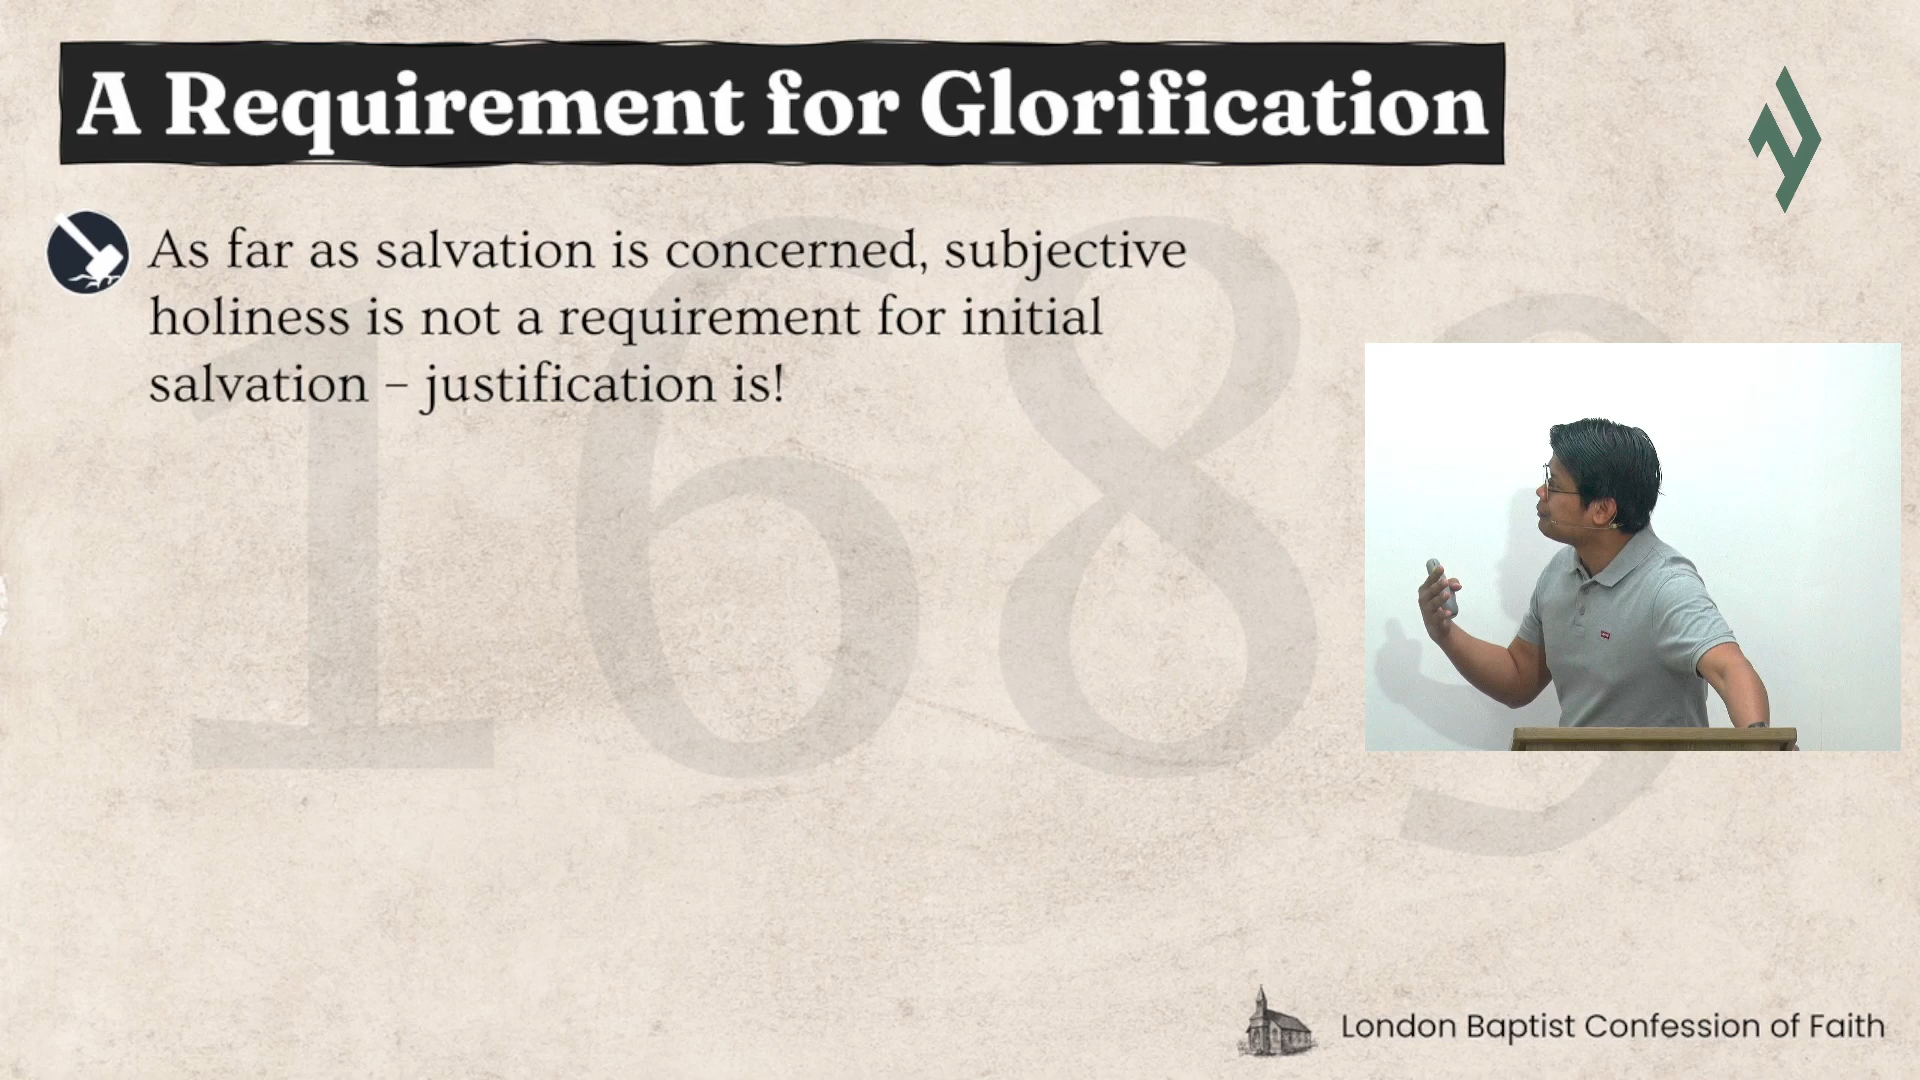 A Requirement for Glorification
As far as salvation is concerned, subjective
holiness is not a requirement for initial
salvation – justification is!
1689
London Baptist Confession of Faith